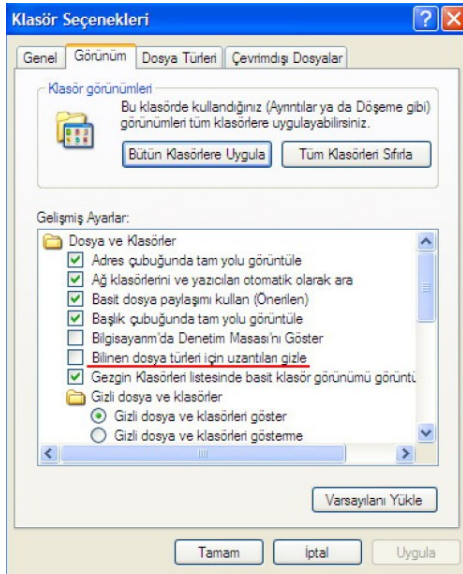 Klasör Seçenekleri
Genel Görünüm Dosya Türleri Çevrimdışı Dosyalar
Klasör görünümleri
Bu klasörde kullandığınız (Ayrıntılar ya da Döşeme gibi)
görünümleri tüm klasörlere uygulayabilirsiniz.
Bütün Klasörlere Uygula Tüm Klasörleri Sıfırla
Gelişmiş Ayarlar:
Dosya ve Klasörler
Adres çubuğunda tam yolu görüntüle
Ağ klasörlerini ve yazıcıları otomatik olarak ara
Basit dosya paylaşımı kullan (Önerilen)
Başlık çubuğunda tam yolu görüntüle
Bilgisayarım'da Denetim Masası'nı Göster
Bilinen dosya türleri için uzantıları gizle
Gezgin Klasörleri listesinde basit klasör görünümü görüntü
Gizli dosya ve klasörler
Gizli dosya ve klasörleri göster
Gizli dosya ve klasörleri gösterme
Varsayılanı Yükle
Tamam İptal Uygula